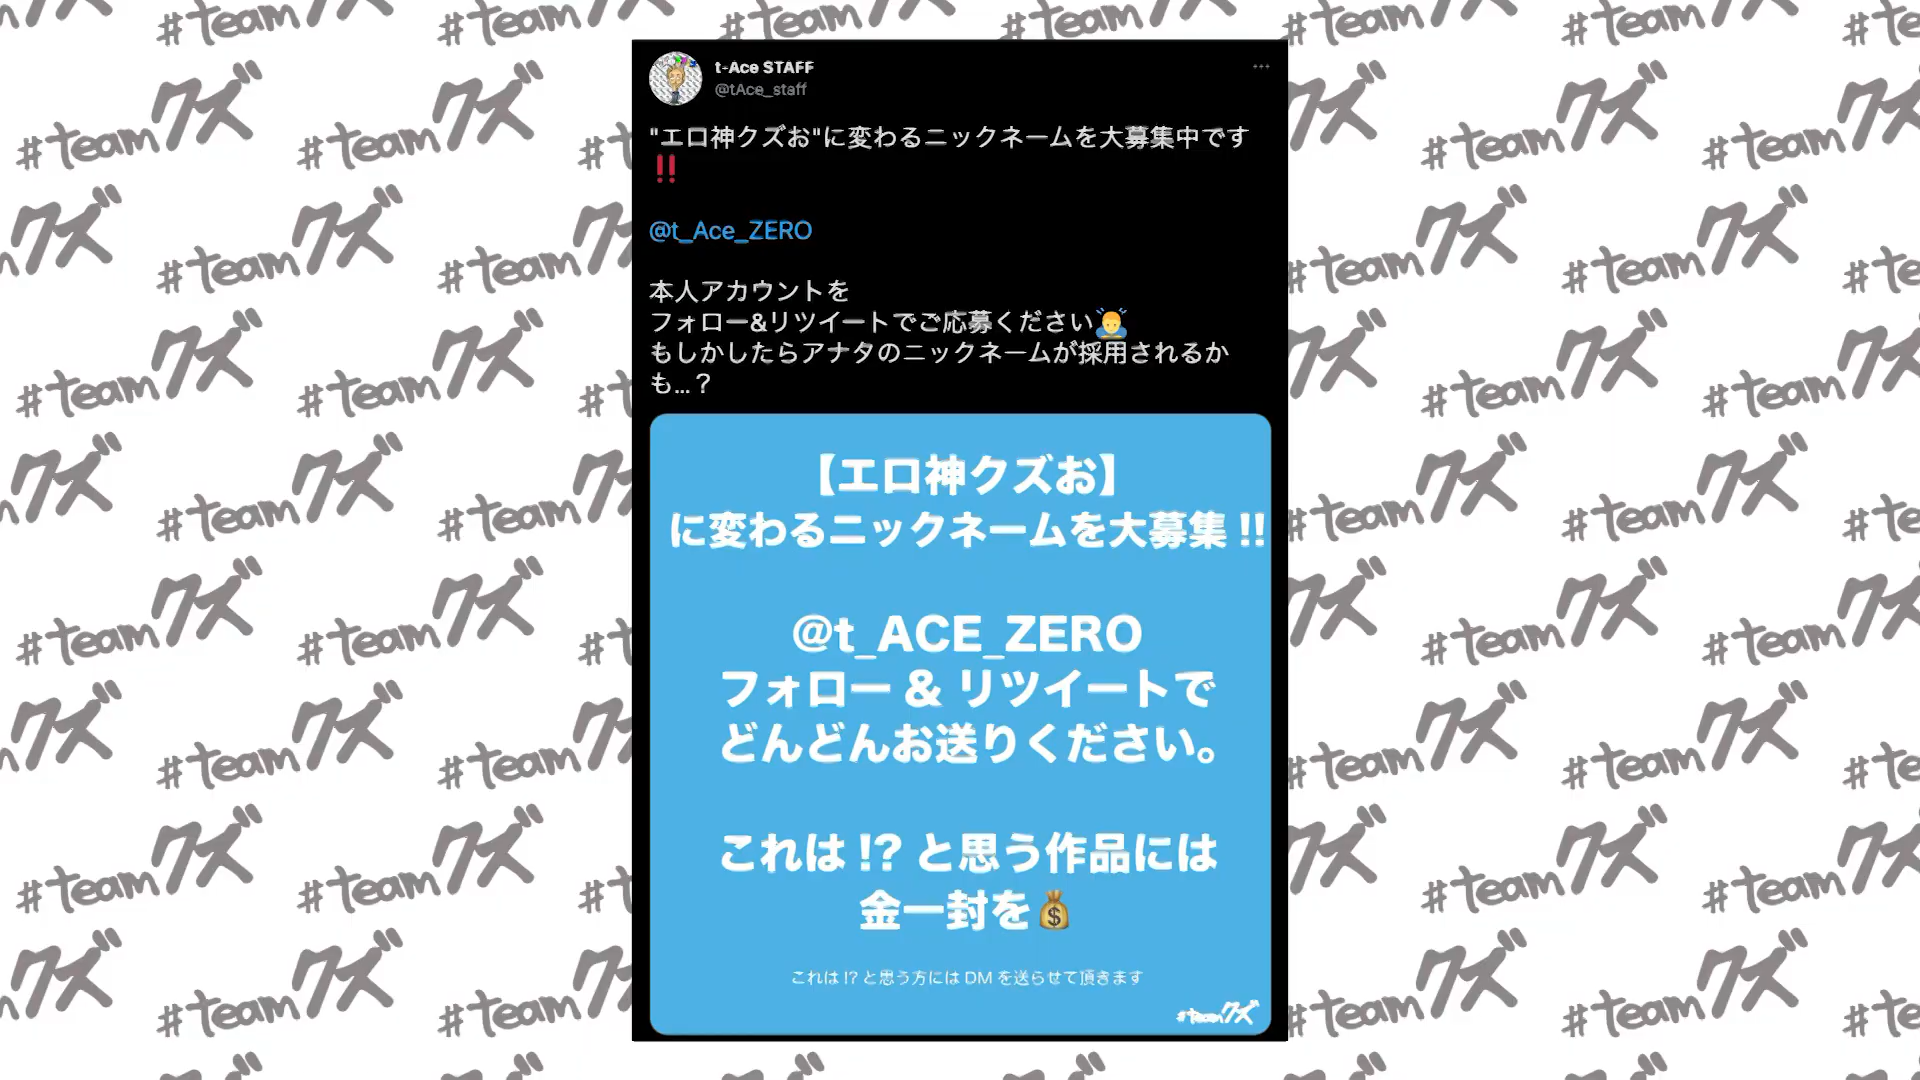 t-Ace STAFF
@tAce_staff
"エロ神クズお"に変わるニックネームを大募集中です
‼️
@t_Ace_ZERO
本人アカウントを
フォロー&リツイートでご応募ください🙇
もしかしたらアナタのニックネームが採用されるか
も…？
【エロ神クズお】
に変わるニックネームを大募集 !!
@t_ACE_ZERO
フォロー & リツイートで
どんどんお送りください。
これは !? と思う作品には
金一封を💰
これは !? と思う方には DM を送らせて頂きます
#teamクズ